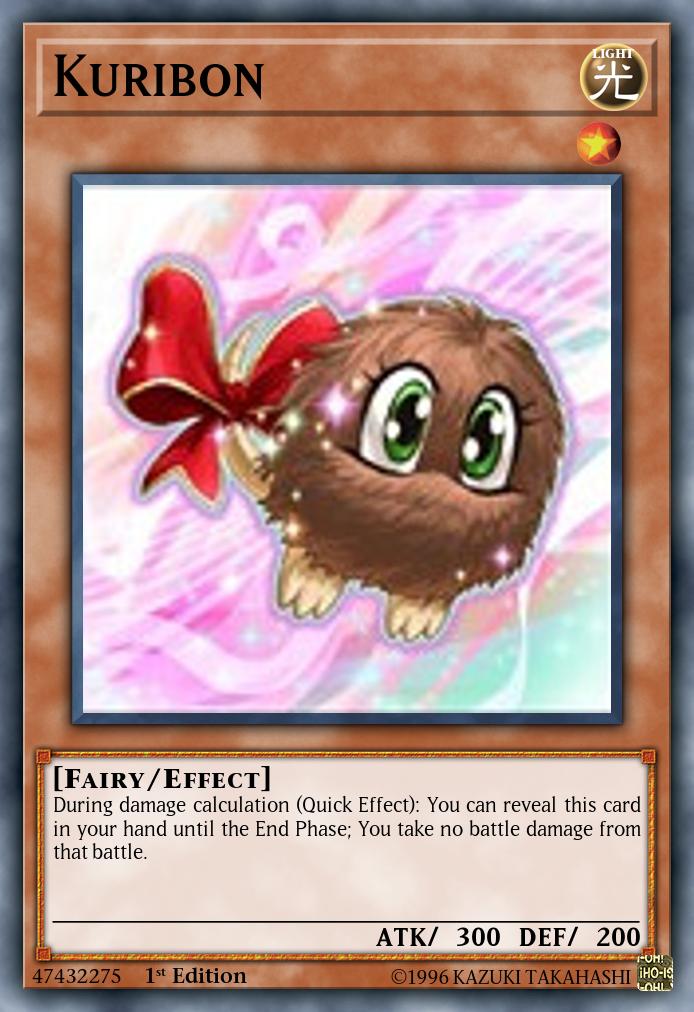 KURIBON
LIGHT
光
[FAIRY/EFFECT]
During damage calculation (Quick Effect): You can reveal this card
in your hand until the End Phase; You take no battle damage from
that battle.
ATK/ 300 DEF/ 200
47432275 1st Edition ©1996 KAZUKI TAKAHASHI